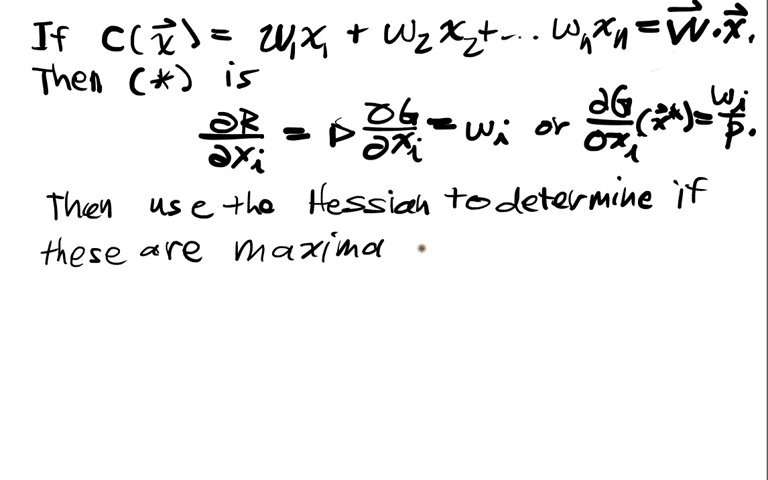 If C(x⃗) = w₁x₁ + w₂x₂+... wₙxₙ = w⃗.x⃗.
Then (*) is
∂R/∂xᵢ = p ∂G/∂xᵢ = wᵢ or ∂G/∂xᵢ(x⃗*) = wᵢ/p.
Then use the Hessian to determine if
these are maxima